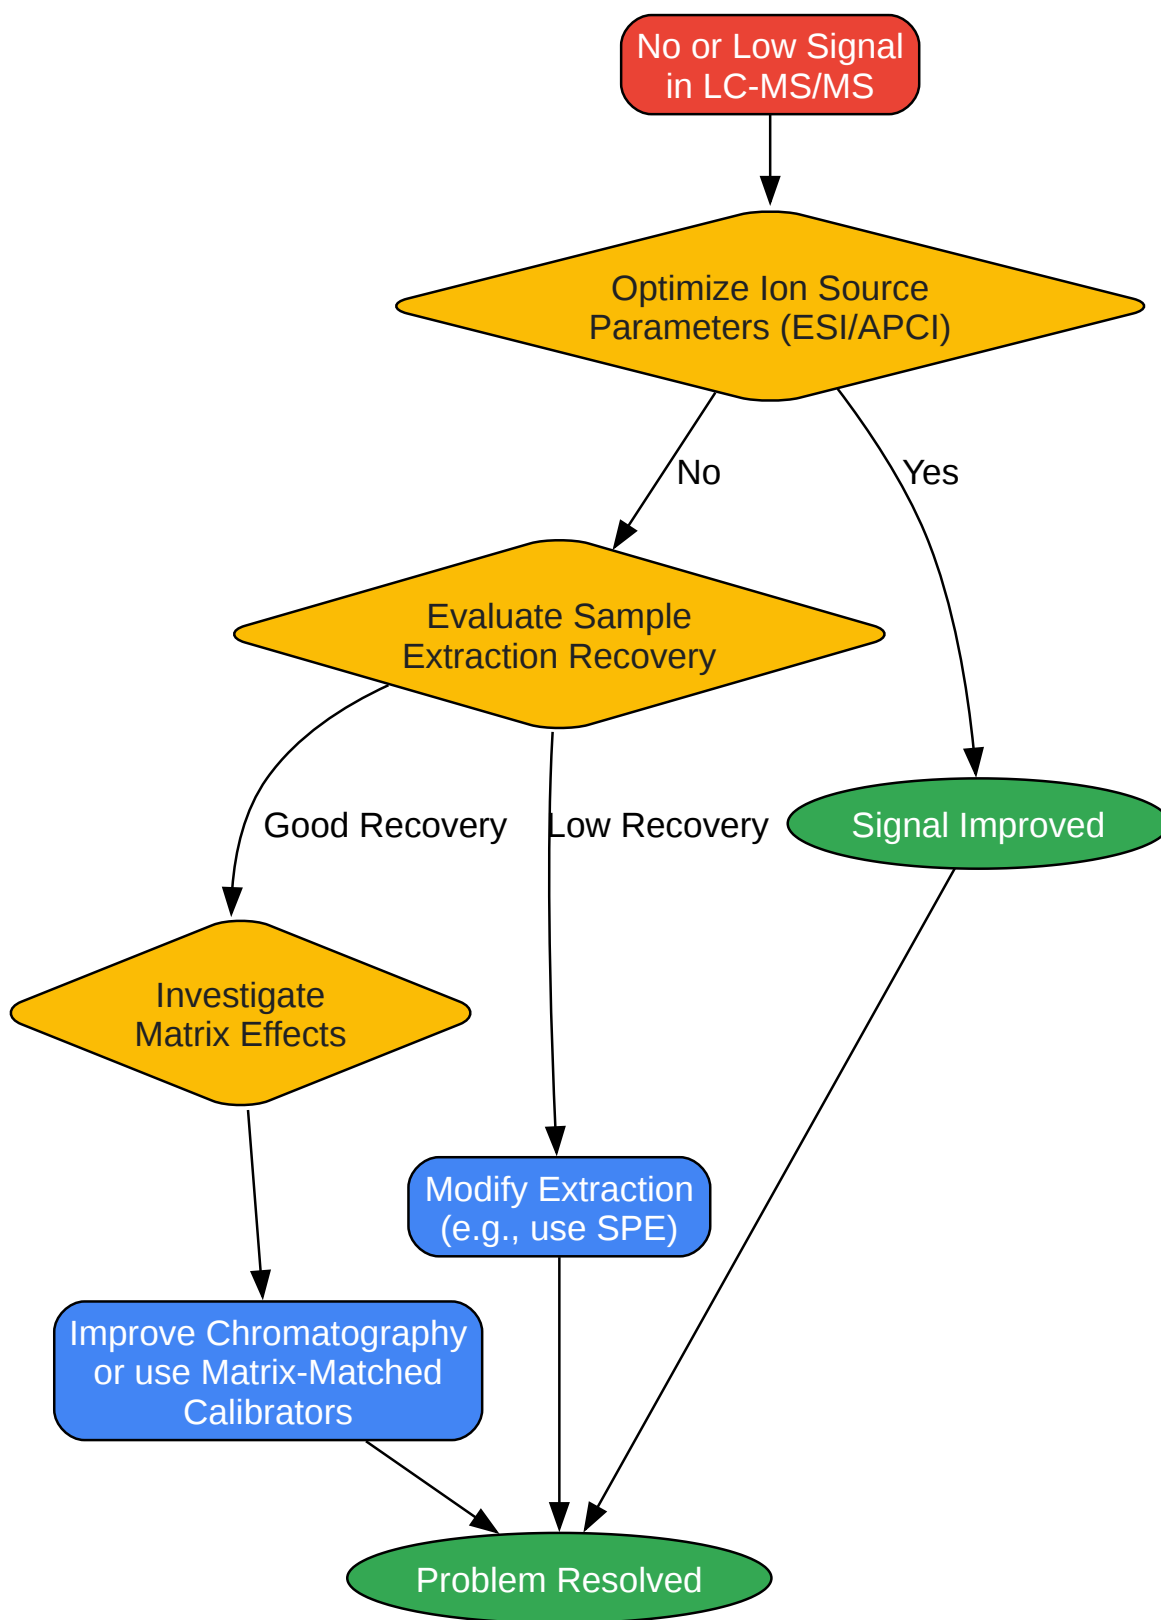 No or Low Signal
in LC-MS/MS
Optimize Ion Source
Parameters (ESI/APCI)
No
Yes
Evaluate Sample
Extraction Recovery
Good Recovery
Low Recovery
Signal Improved
Investigate
Matrix Effects
Modify Extraction
(e.g., use SPE)
Improve Chromatography
or use Matrix-Matched
Calibrators
Problem Resolved